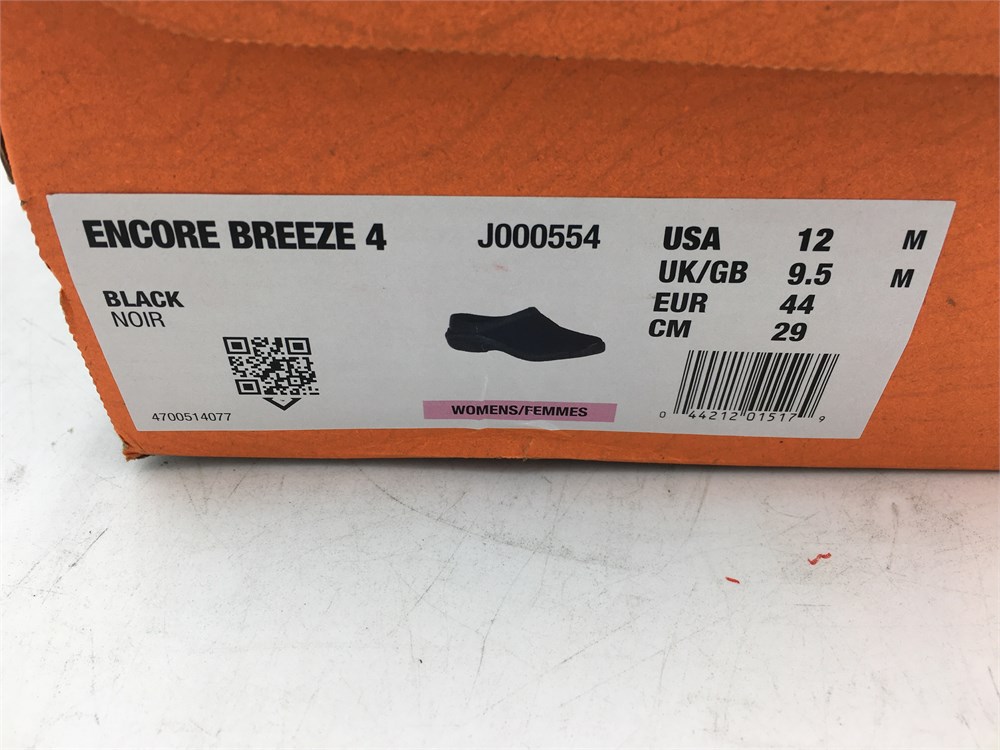 ENCORE BREEZE 4 J000554
USA 12 M
UK/GB 9.5 M
EUR 44
CM 29
BLACK
NOIR
4700514077
WOMENS/FEMMES
0 44212 01517 9